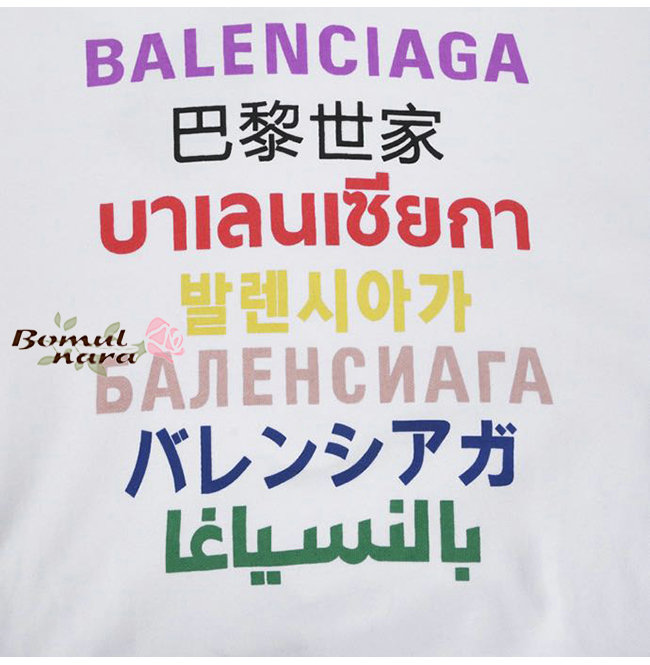 BALENCIAGA
巴黎世家
บาเลนเซียกา
발렌시아가
Bomul
nara
БАЛЕНСИАГА
バレンシアガ
بالنسياغا